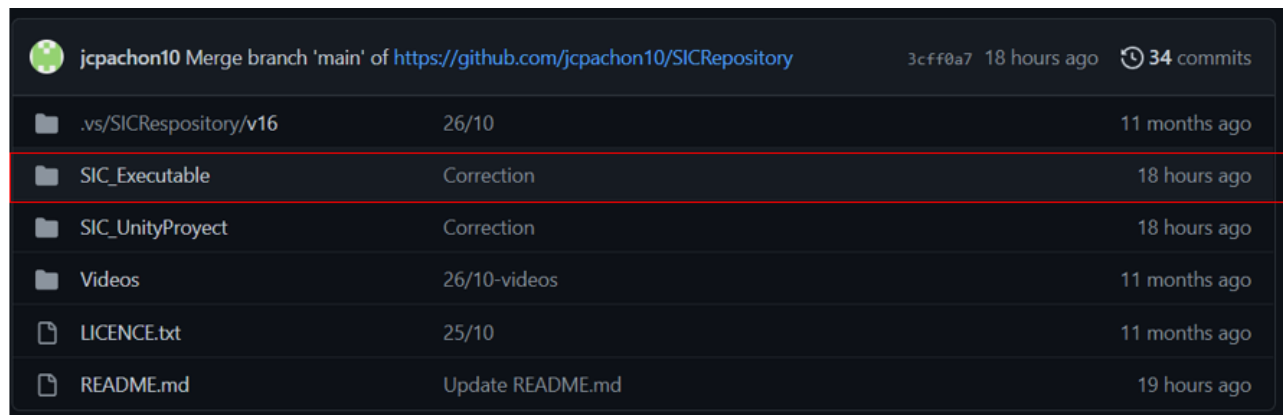 jcpachon10 Merge branch 'main' of https://github.com/jcpachon10/SICRepository 3cff0a7 18 hours ago 34 commits
.vs/SICRespository/v16 26/10 11 months ago
SIC_Executable Correction 18 hours ago
SIC_UnityProyect Correction 18 hours ago
Videos 26/10-videos 11 months ago
LICENCE.txt 25/10 11 months ago
README.md Update README.md 19 hours ago